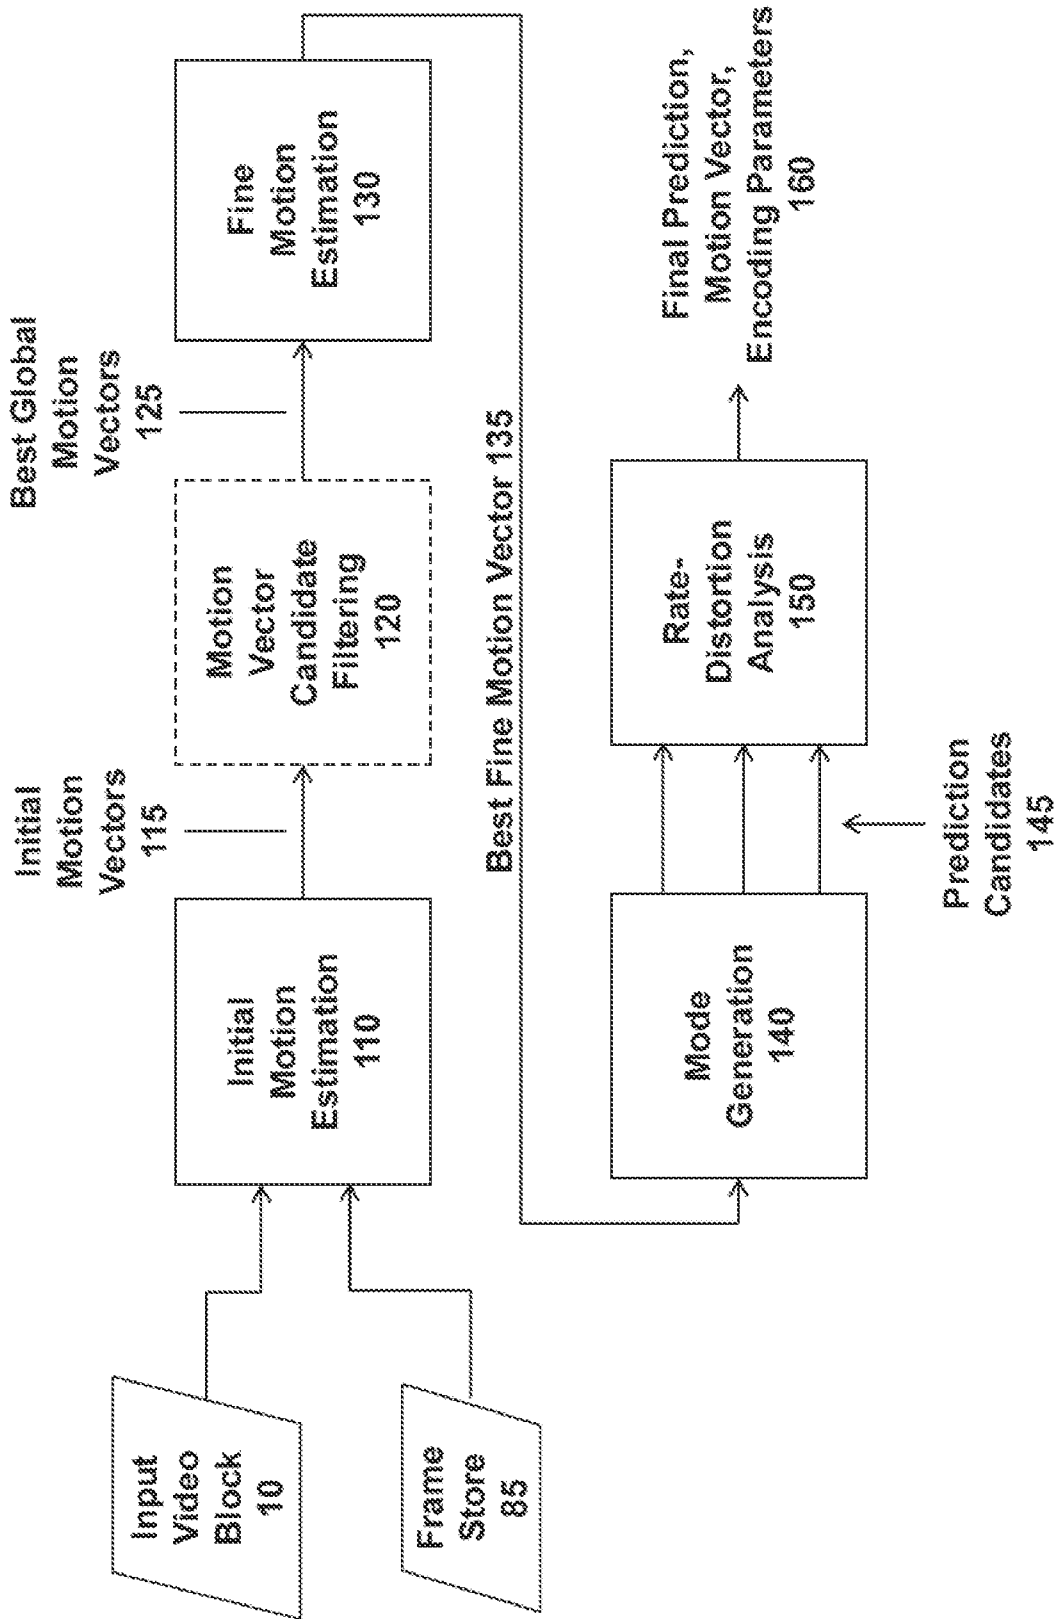 Input
Video
Block
10
Frame
Store
85
Initial
Motion
Estimation
110
Initial
Motion
Vectors
115
Motion
Vector
Candidate
Filtering
120
Best Global
Motion
Vectors
125
Fine
Motion
Estimation
130
Best Fine Motion Vector 135
Mode
Generation
140
Prediction
Candidates
145
Rate-
Distortion
Analysis
150
Final Prediction,
Motion Vector,
Encoding Parameters
160